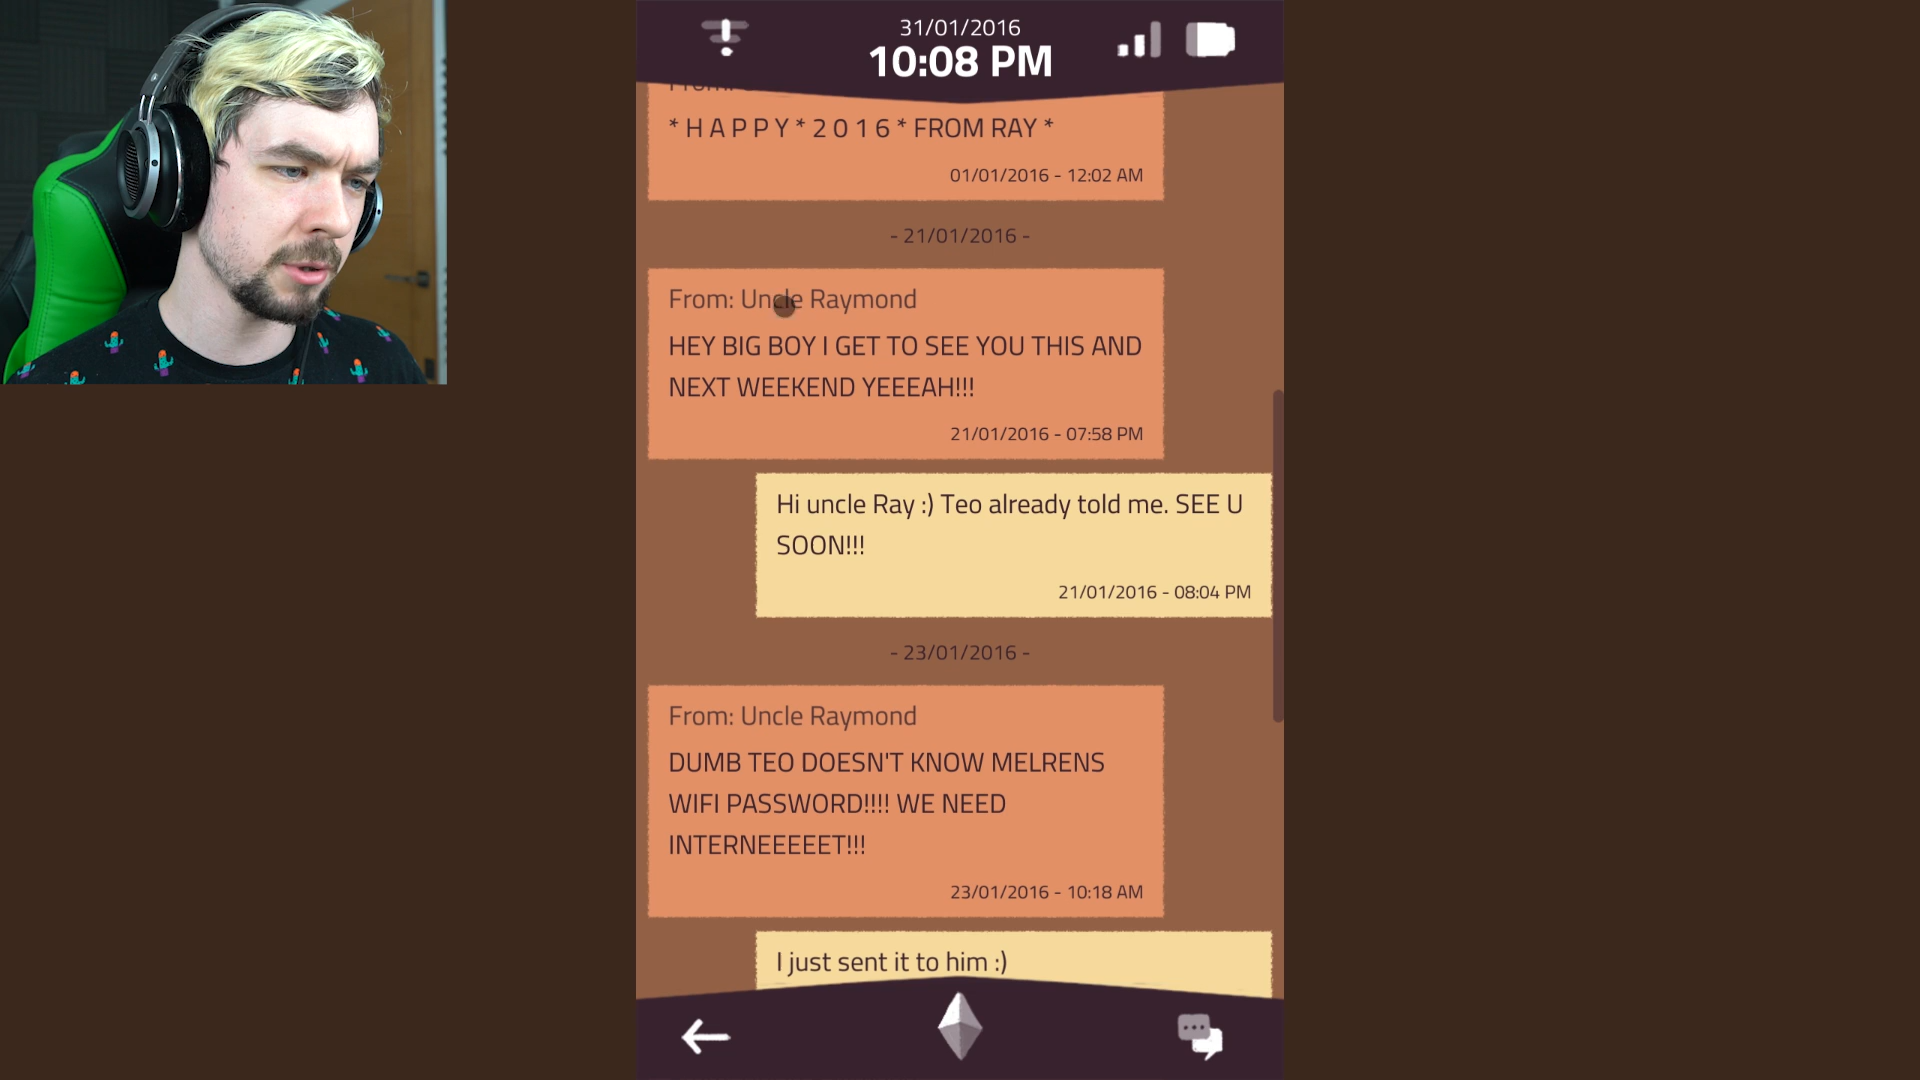 31/01/2016
10:08 PM
* H A P P Y * 2 0 1 6 * FROM RAY *
01/01/2016 - 12:02 AM
- 21/01/2016 -
From: Uncle Raymond
HEY BIG BOY I GET TO SEE YOU THIS AND
NEXT WEEKEND YEEEAH!!!
21/01/2016 - 07:58 PM
Hi uncle Ray :) Teo already told me. SEE U
SOON!!!
21/01/2016 - 08:04 PM
- 23/01/2016 -
From: Uncle Raymond
DUMB TEO DOESN'T KNOW MELRENS
WIFI PASSWORD!!!! WE NEED
INTERNEEEEET!!!
23/01/2016 - 10:18 AM
I just sent it to him :)